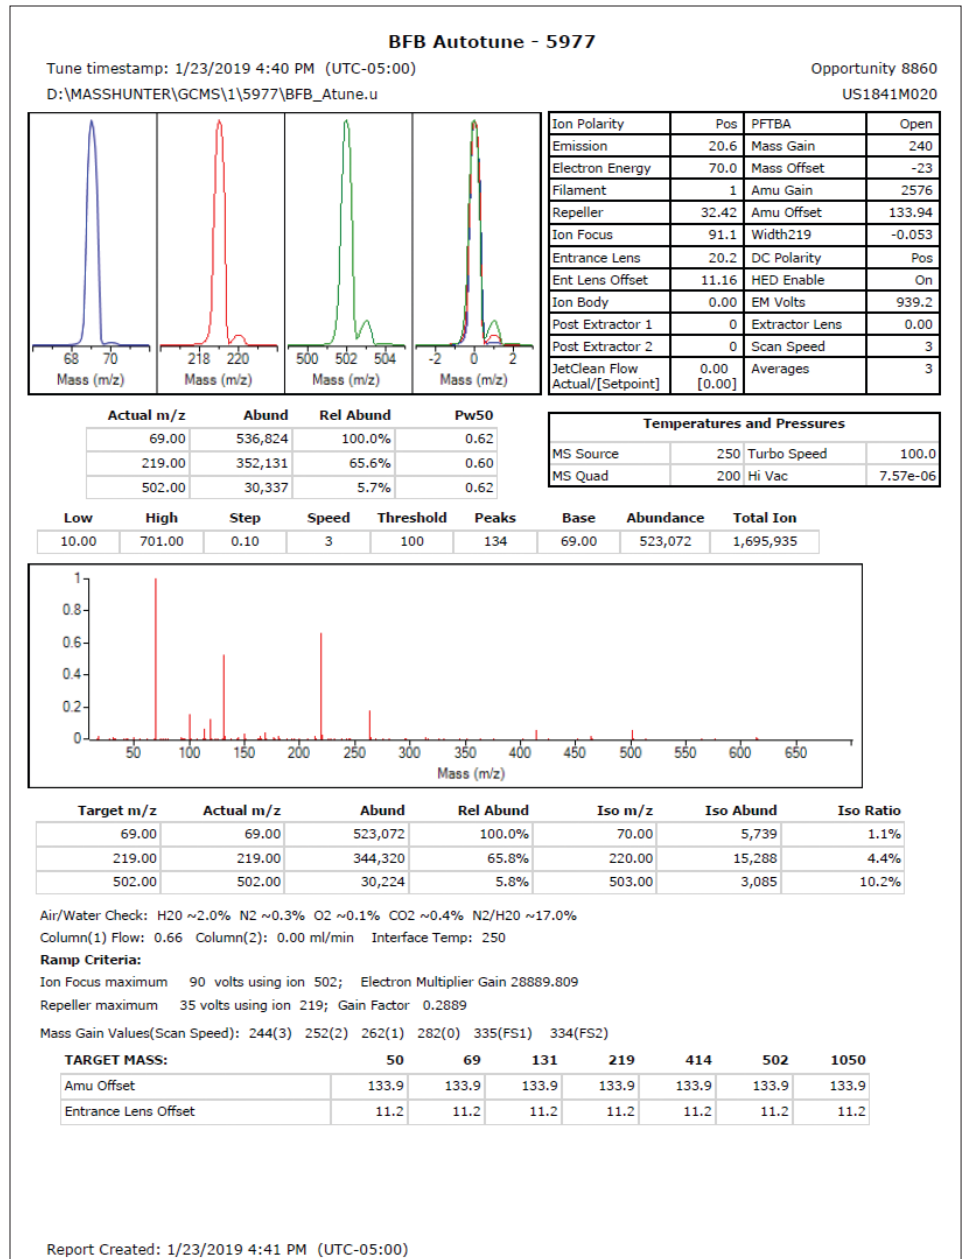 BFB Autotune - 5977
Tune timestamp: 1/23/2019 4:40 PM (UTC-05:00) Opportunity 8860
D:\MASSHUNTER\GCMS\1\5977\BFB_Atune.u US1841M020
68 70
Mass (m/z)
218 220
Mass (m/z)
500 502 504
Mass (m/z)
-2 0 2
Mass (m/z)
Ion Polarity Pos PFTBA Open
Emission 20.6 Mass Gain 240
Electron Energy 70.0 Mass Offset -23
Filament 1 Amu Gain 2576
Repeller 32.42 Amu Offset 133.94
Ion Focus 91.1 Width219 -0.053
Entrance Lens 20.2 DC Polarity Pos
Ent Lens Offset 11.16 HED Enable On
Ion Body 0.00 EM Volts 939.2
Post Extractor 1 0 Extractor Lens 0.00
Post Extractor 2 0 Scan Speed 3
JetClean Flow 0.00 Averages 3
Actual/[Setpoint] [0.00]
Actual m/z Abund Rel Abund Pw50
69.00 536,824 100.0% 0.62
219.00 352,131 65.6% 0.60
502.00 30,337 5.7% 0.62
Temperatures and Pressures
MS Source 250 Turbo Speed 100.0
MS Quad 200 Hi Vac 7.57e-06
Low High Step Speed Threshold Peaks Base Abundance Total Ion
10.00 701.00 0.10 3 100 134 69.00 523,072 1,695,935
1
0.8
0.6
0.4
0.2
0
50 100 150 200 250 300 350 400 450 500 550 600 650
Mass (m/z)
Target m/z Actual m/z Abund Rel Abund Iso m/z Iso Abund Iso Ratio
69.00 69.00 523,072 100.0% 70.00 5,739 1.1%
219.00 219.00 344,320 65.8% 220.00 15,288 4.4%
502.00 502.00 30,224 5.8% 503.00 3,085 10.2%
Air/Water Check: H20 ~2.0% N2 ~0.3% O2 ~0.1% CO2 ~0.4% N2/H20 ~17.0%
Column(1) Flow: 0.66 Column(2): 0.00 ml/min Interface Temp: 250
Ramp Criteria:
Ion Focus maximum 90 volts using ion 502; Electron Multiplier Gain 28889.809
Repeller maximum 35 volts using ion 219; Gain Factor 0.2889
Mass Gain Values(Scan Speed): 244(3) 252(2) 262(1) 282(0) 335(FS1) 334(FS2)
TARGET MASS: 50 69 131 219 414 502 1050
Amu Offset 133.9 133.9 133.9 133.9 133.9 133.9 133.9
Entrance Lens Offset 11.2 11.2 11.2 11.2 11.2 11.2 11.2
Report Created: 1/23/2019 4:41 PM (UTC-05:00)